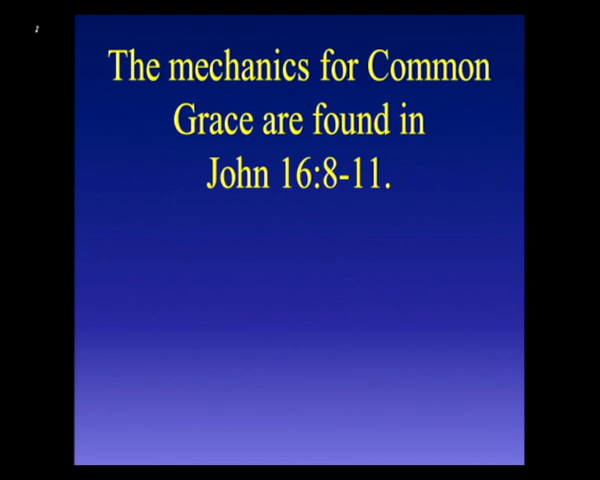 The mechanics for Common
Grace are found in
John 16:8-11.